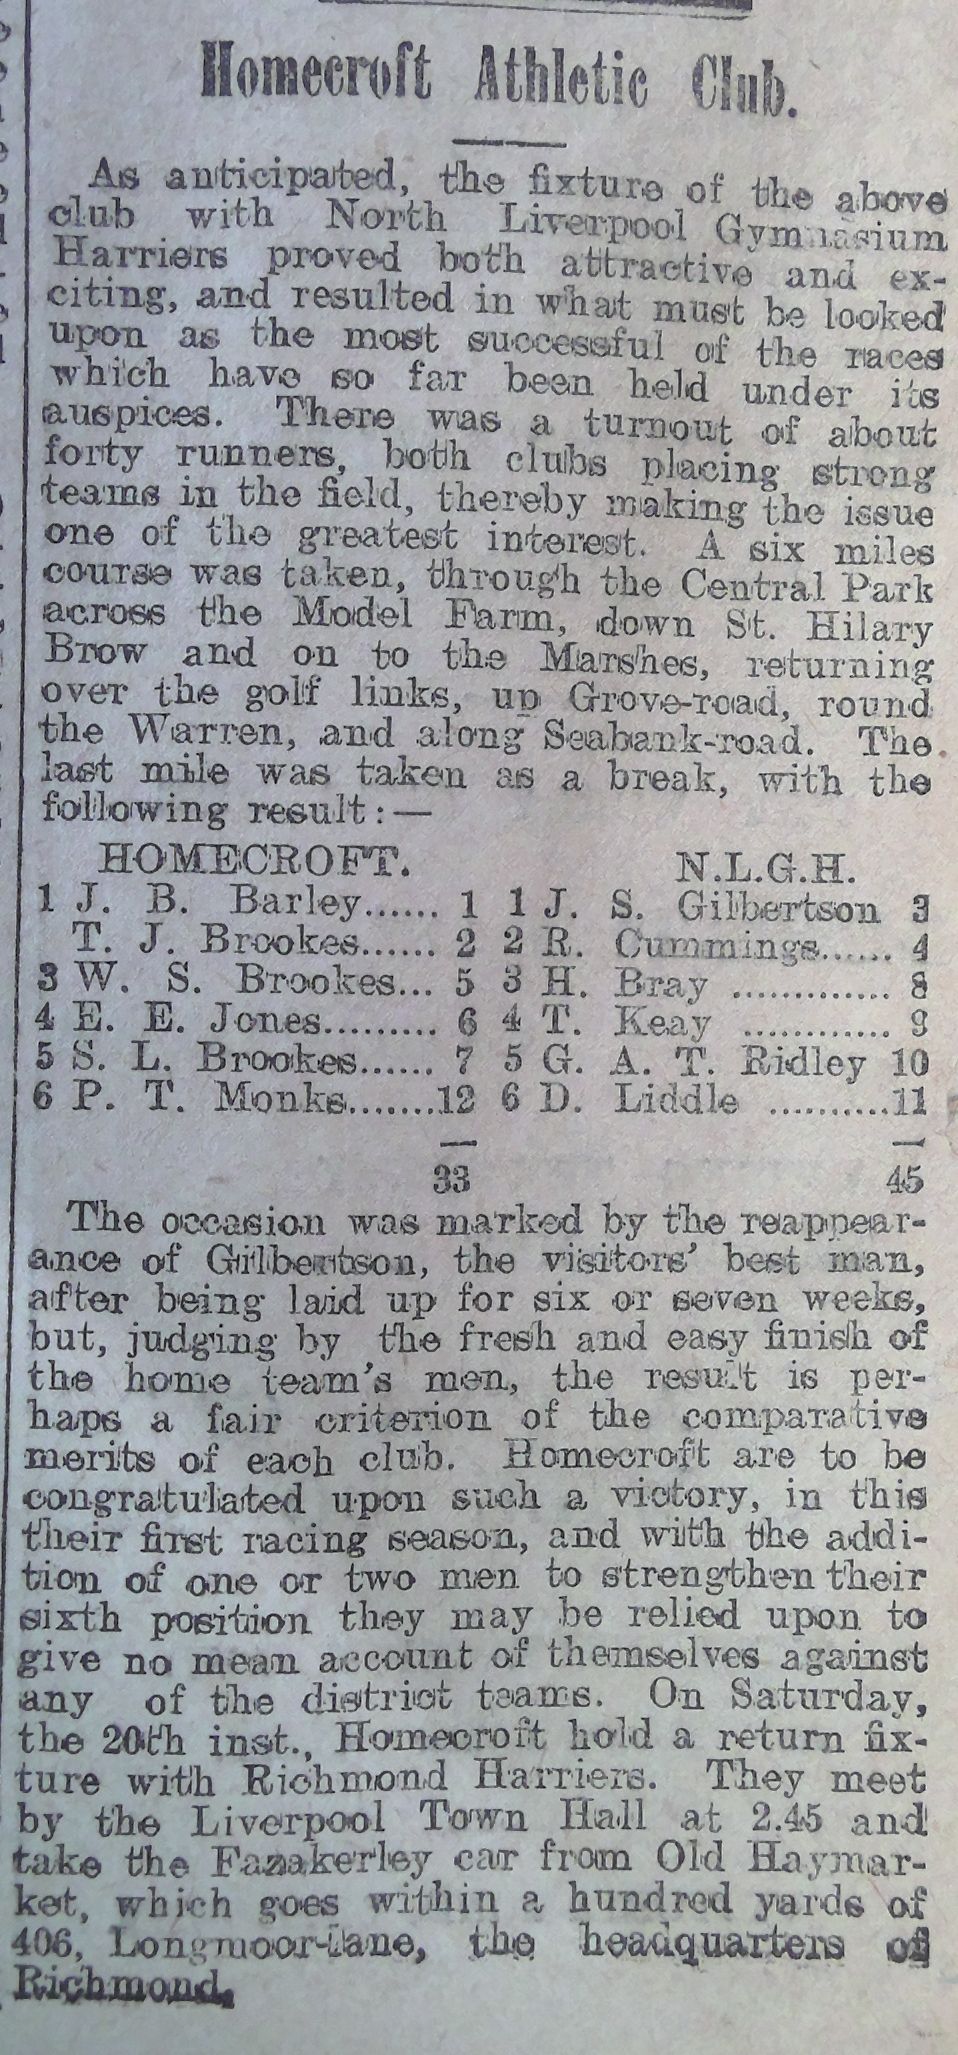 Homecroft Athletic Club.
As anticipated, the fixture of the above
club with North Liverpool Gymnasium
Harriers proved both attractive and ex-
citing, and resulted in what must be looked
upon as the most successful of the races
which have so far been held under its
auspices. There was a turnout of about
forty runners, both clubs placing strong
teams in the field, thereby making the issue
one of the greatest interest. A six miles
course was taken, through the Central Park
across the Model Farm, down St. Hilary
Brow and on to the Marshes, returning
over the golf links, up Grove-road, round
the Warren, and along Seabank-road. The
last mile was taken as a break, with the
following result:—
HOMECROFT. N.L.G.H.
1 J. B. Barley...... 1 1 J. S. Gilbertson 3
T. J. Brookes...... 2 2 R. Cummings...... 4
3 W. S. Brookes... 5 3 H. Bray ............. 8
4 E. E. Jones......... 6 4 T. Keay ............ 9
5 S. L. Brookes...... 7 5 G. A. T. Ridley 10
6 P. T. Monks.......12 6 D. Liddle ..........11
— —
33 45
The occasion was marked by the reappear-
ance of Gilbertson, the visitors' best man,
after being laid up for six or seven weeks,
but, judging by the fresh and easy finish of
the home team's men, the result is per-
haps a fair criterion of the comparative
merits of each club. Homecroft are to be
congratulated upon such a victory, in this
their first racing season, and with the addi-
tion of one or two men to strengthen their
sixth position they may be relied upon to
give no mean account of themselves against
any of the district teams. On Saturday,
the 20th inst., Homecroft hold a return fix-
ture with Richmond Harriers. They meet
by the Liverpool Town Hall at 2.45 and
take the Fazakerley car from Old Haymar-
ket, which goes within a hundred yards of
406, Longmoor-lane, the headquarters of
Richmond.